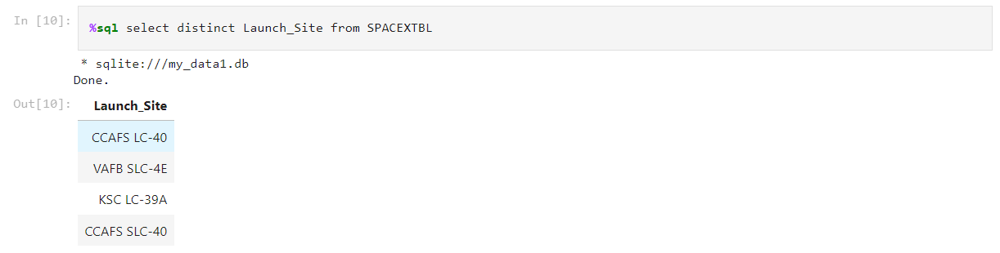 In [10]:
%sql select distinct Launch_Site from SPACEXTBL
* sqlite:///my_data1.db
Done.
Out[10]:
Launch_Site
CCAFS LC-40
VAFB SLC-4E
KSC LC-39A
CCAFS SLC-40